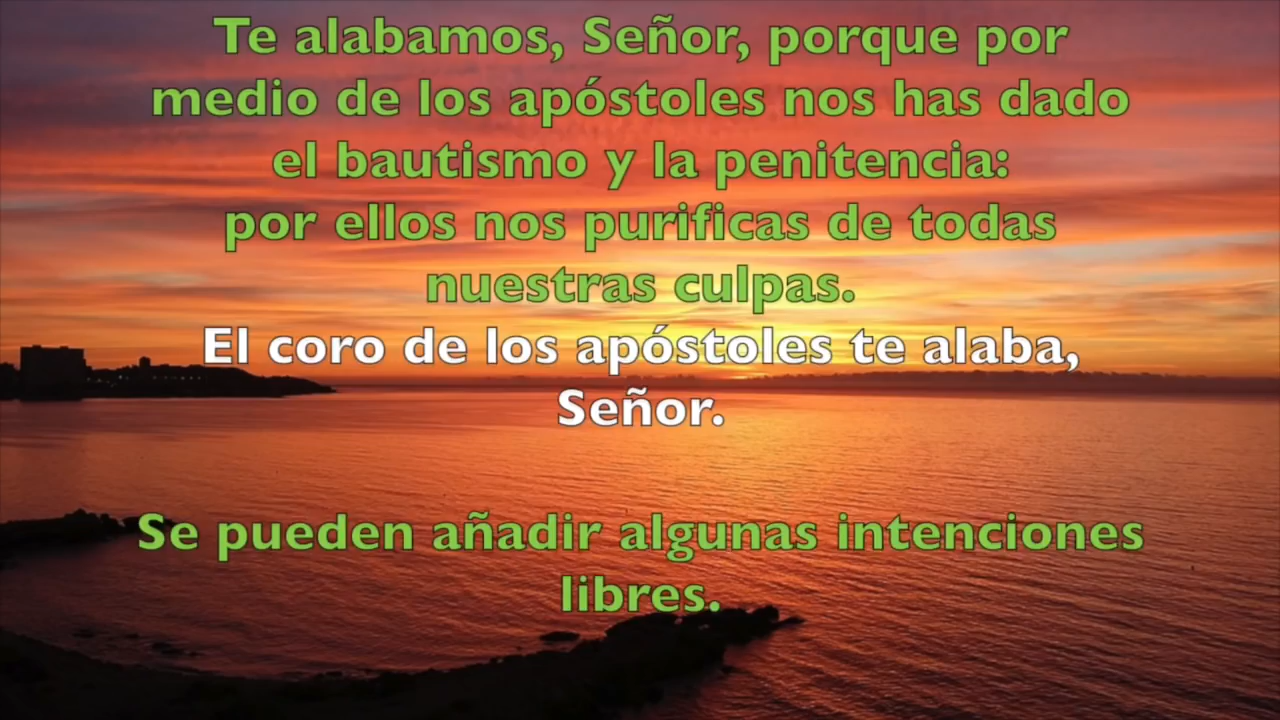 Te alabamos, Señor, porque por
medio de los apóstoles nos has dado
el bautismo y la penitencia:
por ellos nos purificas de todas
nuestras culpas.
El coro de los apóstoles te alaba,
Señor.
Se pueden añadir algunas intenciones
libres.